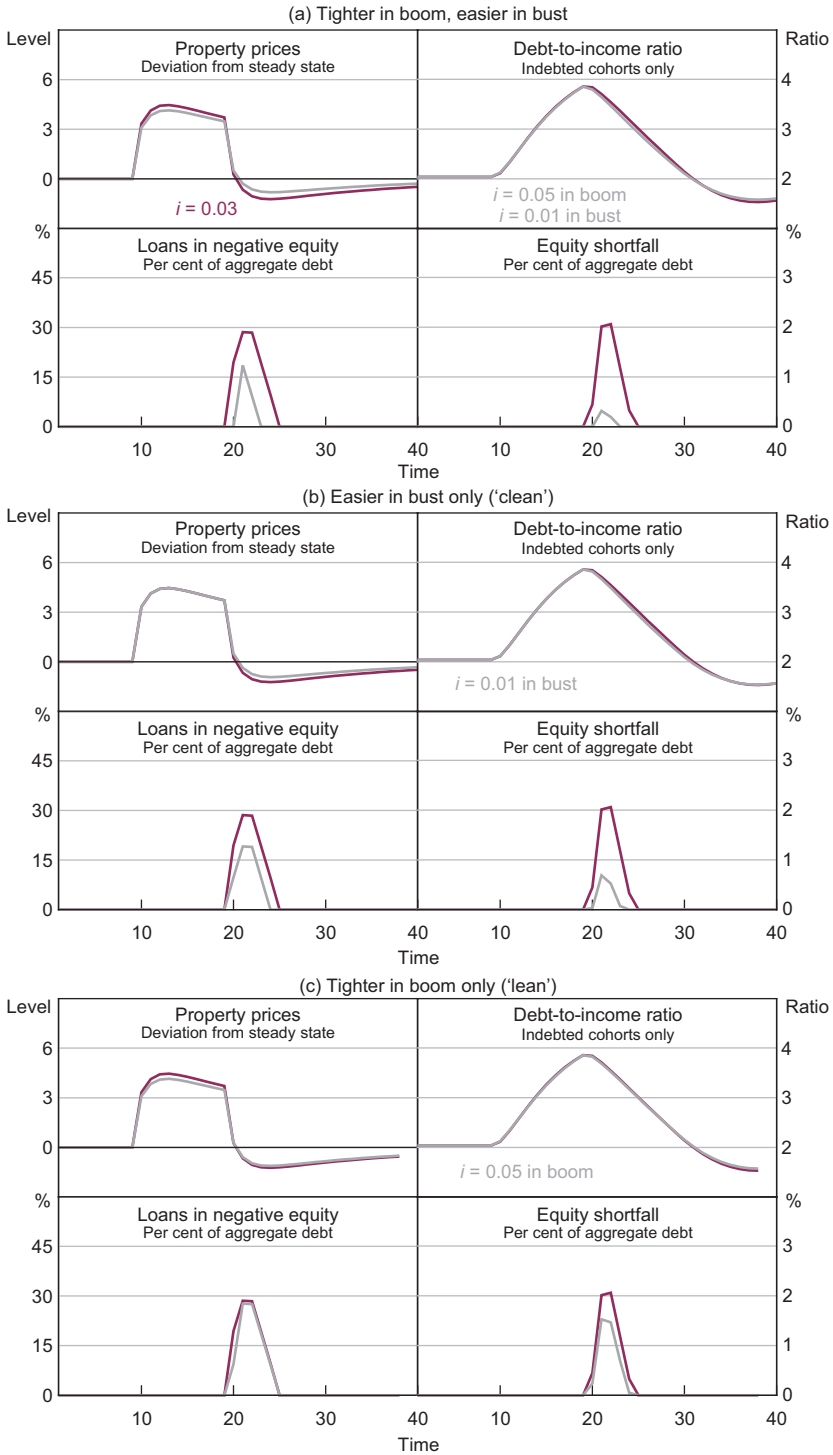 (a) Tighter in boom, easier in bust
Level
Ratio
Property prices
Deviation from steady state
Debt-to-income ratio
Indebted cohorts only
6
3
0
4
3
2
i = 0.03
i = 0.05 in boom
i = 0.01 in bust
%
%
Loans in negative equity
Per cent of aggregate debt
Equity shortfall
Per cent of aggregate debt
45
30
15
0
3
2
1
0
10 20 30 40 10 20 30 40
Time
(b) Easier in bust only (‘clean’)
Level
Ratio
Property prices
Deviation from steady state
Debt-to-income ratio
Indebted cohorts only
6
3
0
4
3
2
i = 0.01 in bust
%
%
Loans in negative equity
Per cent of aggregate debt
Equity shortfall
Per cent of aggregate debt
45
30
15
0
3
2
1
0
10 20 30 40 10 20 30 40
Time
(c) Tighter in boom only (‘lean’)
Level
Ratio
Property prices
Deviation from steady state
Debt-to-income ratio
Indebted cohorts only
6
3
0
4
3
2
i = 0.05 in boom
%
%
Loans in negative equity
Per cent of aggregate debt
Equity shortfall
Per cent of aggregate debt
45
30
15
0
3
2
1
0
10 20 30 40 10 20 30 40
Time